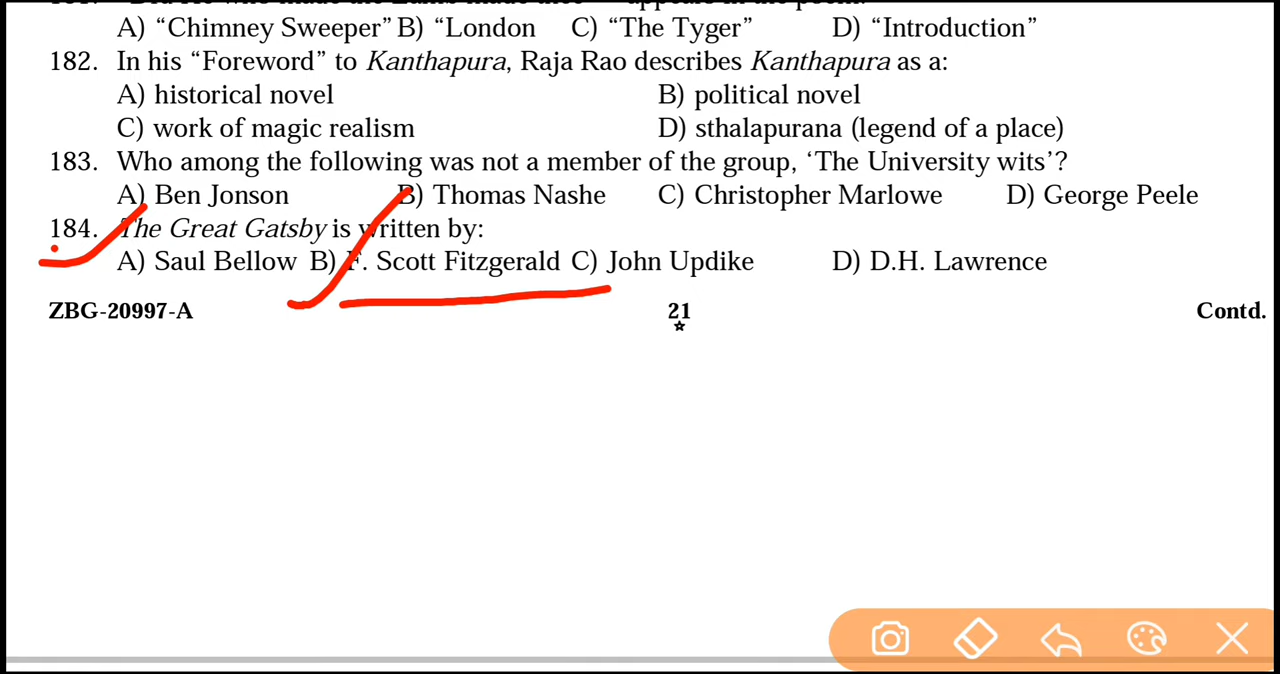 A) “Chimney Sweeper” B) “London C) “The Tyger” D) “Introduction”
182. In his “Foreword” to Kanthapura, Raja Rao describes Kanthapura as a:
A) historical novel B) political novel
C) work of magic realism D) sthalapurana (legend of a place)
183. Who among the following was not a member of the group, ‘The University wits’?
A) Ben Jonson B) Thomas Nashe C) Christopher Marlowe D) George Peele
184. The Great Gatsby is written by:
A) Saul Bellow B) F. Scott Fitzgerald C) John Updike D) D.H. Lawrence
ZBG-20997-A 21 Contd.